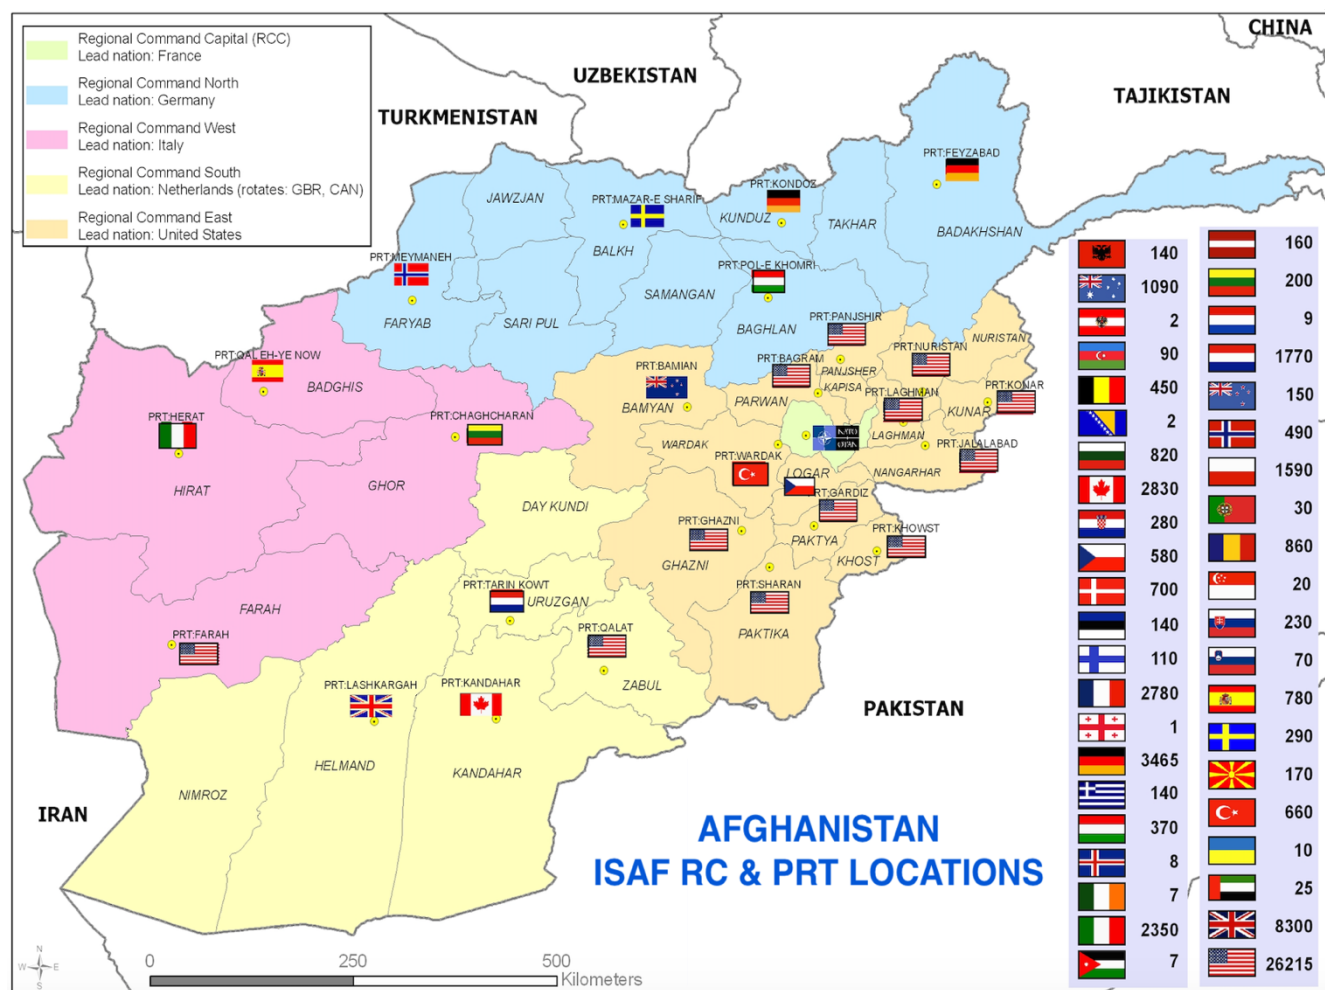 Regional Command Capital (RCC)
Lead nation: France
Regional Command North
Lead nation: Germany
Regional Command West
Lead nation: Italy
Regional Command South
Lead nation: Netherlands (rotates: GBR, CAN)
Regional Command East
Lead nation: United States
CHINA
UZBEKISTAN
TAJIKISTAN
TURKMENISTAN
PRT:FEYZABAD
PRT:KONDOZ
JAWZJAN
PRT:MAZAR-E SHARIF
KUNDUZ
TAKHAR
BADAKHSHAN
BALKH
PRT:MEYMANEH
PRT:POL-E KHOMRI
SAMANGAN
FARYAB
SARI PUL
BAGHLAN
PRT:PANJSHIR
NURISTAN
PRT:NURISTAN
PRT:QAL EH-YE NOW
PRT:BAMIAN
PRT:BAGRAM
PANJSHER
KAPISA
BADGHIS
PRT:LAGHMAN
PRT:KONAR
BAMYAN
PARWAN
KUNAR
PRT:HERAT
PRT:CHAGHCHARAN
NATO
OTAN
LAGHMAN
WARDAK
PRT:JALALABAD
PRT:WARDAK
LOGAR
NANGARHAR
HIRAT
GHOR
DAY KUNDI
PRT:GARDIZ
PRT:GHAZNI
PRT:KHOWST
PAKTYA
KHOST
GHAZNI
PRT:TARIN KOWT
PRT:SHARAN
URUZGAN
FARAH
PRT:FARAH
PRT:QALAT
PAKTIKA
PRT:LASHKARGAH
PRT:KANDAHAR
ZABUL
PAKISTAN
HELMAND
KANDAHAR
NIMROZ
IRAN
AFGHANISTAN
ISAF RC & PRT LOCATIONS
N
W
E
S
0
250
500
Kilometers
140
1090
2
90
450
2
820
2830
280
580
700
140
110
2780
1
3465
140
370
8
7
2350
7
160
200
9
1770
150
490
1590
30
860
20
230
70
780
290
170
660
10
25
8300
26215